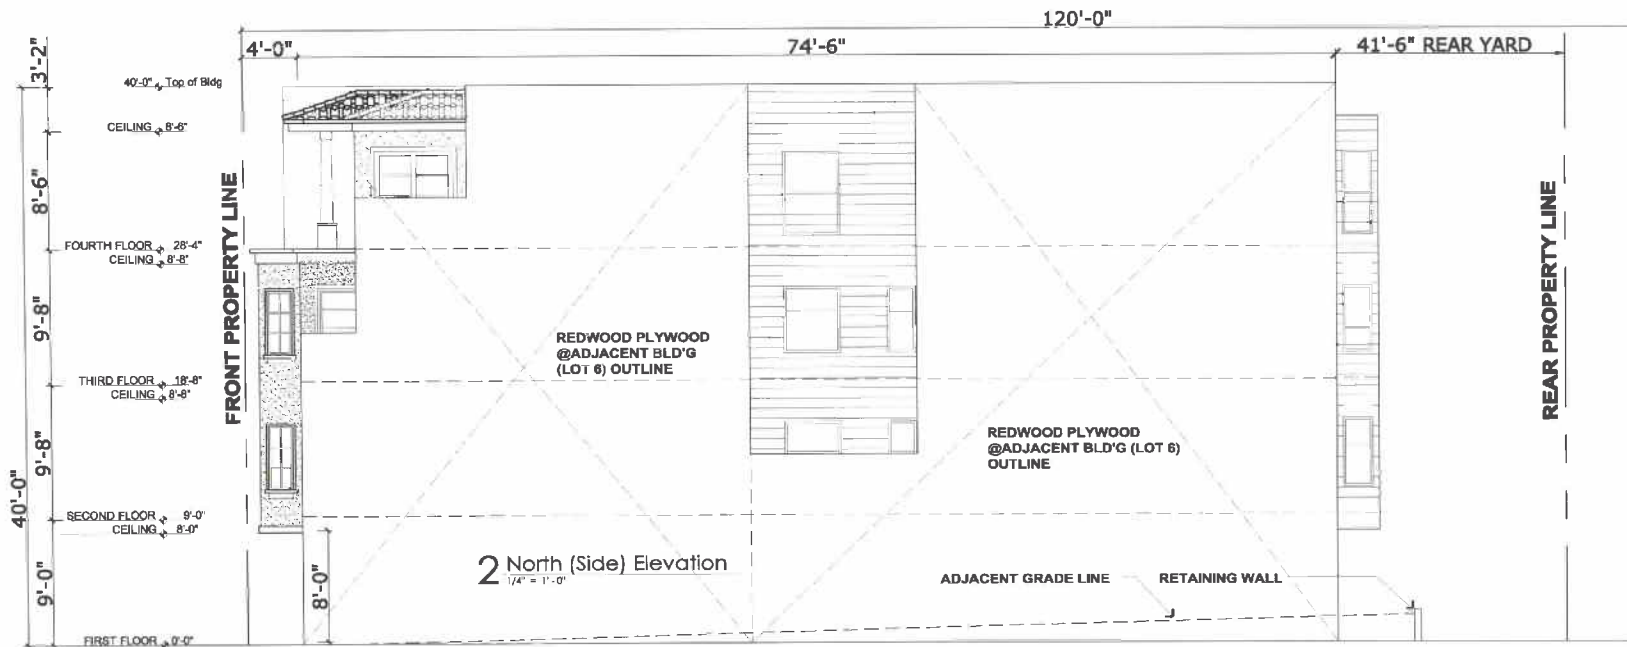 120'-0"
4'-0"
74'-6"
41'-6" REAR YARD
3'-2"
40'-0" Top of Bldg
CEILING 8'-6"
8'-6"
FRONT PROPERTY LINE
REAR PROPERTY LINE
FOURTH FLOOR 28'-4"
CEILING 8'-8"
9'-8"
REDWOOD PLYWOOD
@ADJACENT BLD'G
(LOT 6) OUTLINE
THIRD FLOOR 18'-8"
CEILING 8'-8"
9'-8"
REDWOOD PLYWOOD
@ADJACENT BLD'G (LOT 6)
OUTLINE
40'-0"
SECOND FLOOR 9'-0"
CEILING 8'-0"
9'-0"
8'-0"
2 North (Side) Elevation
1/4" = 1'-0"
ADJACENT GRADE LINE
RETAINING WALL
FIRST FLOOR 0'-0"